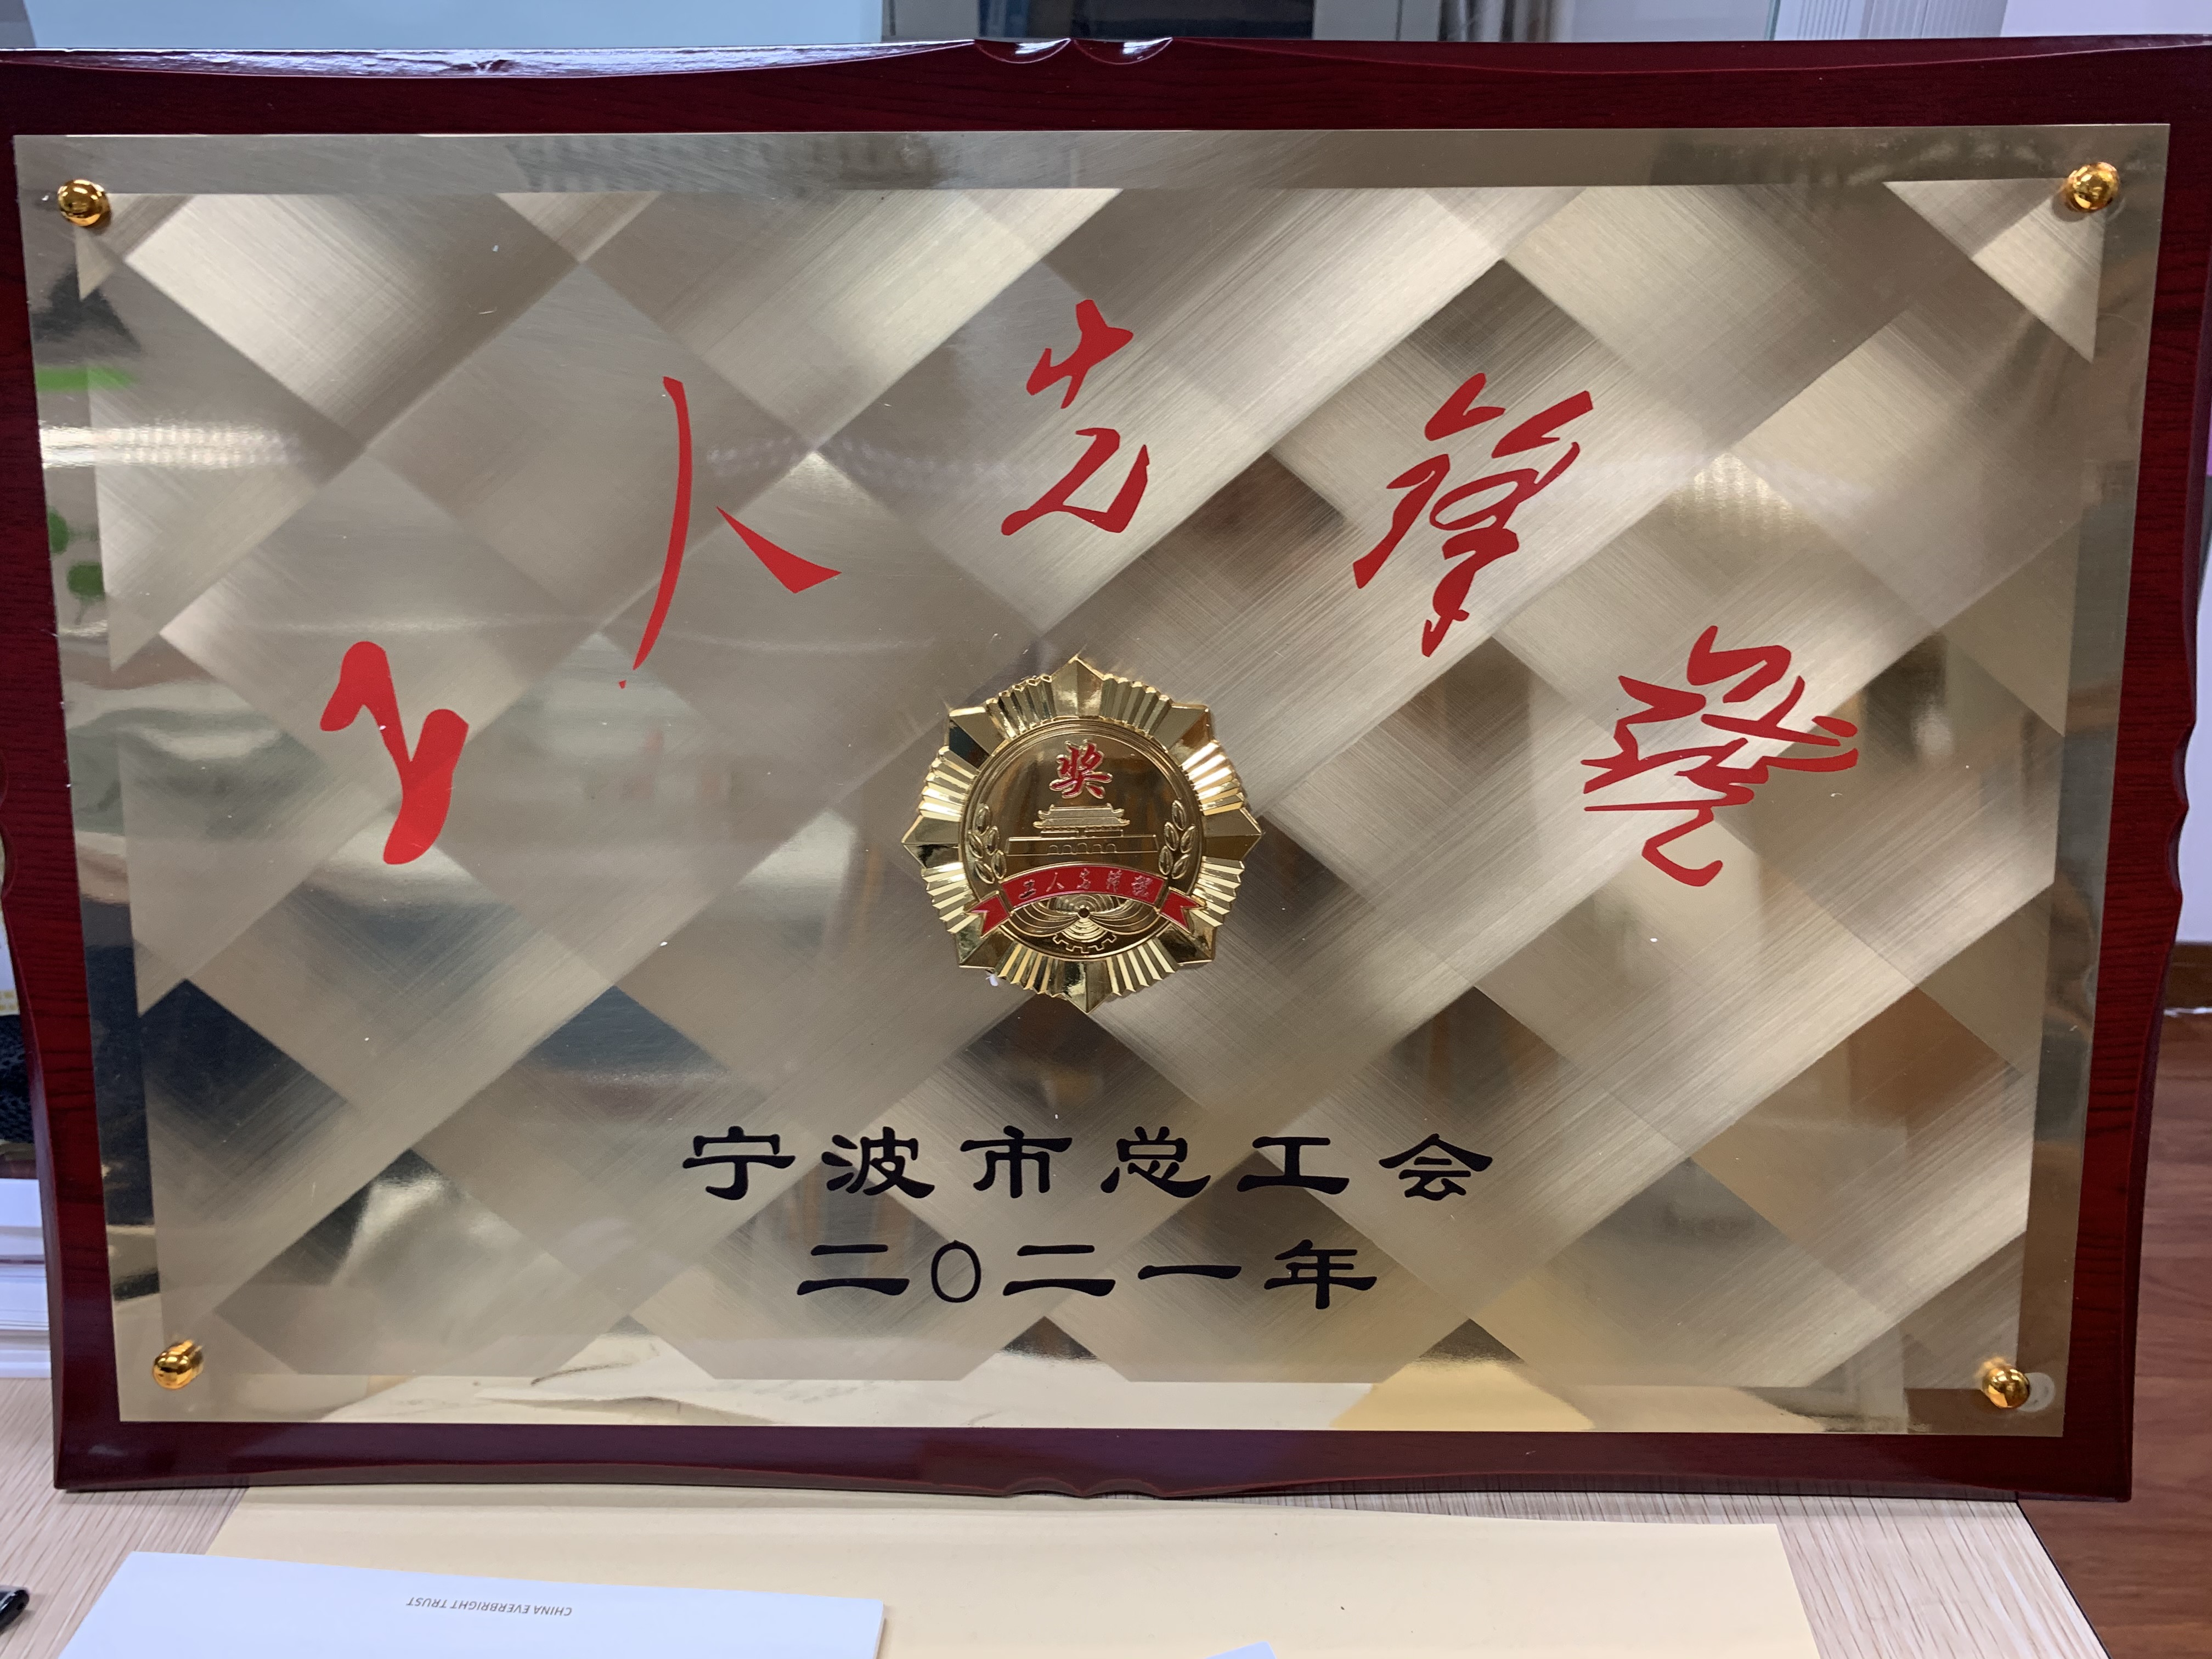 工人先锋号
奖
工人先锋号
宁波市总工会
二〇二一年
CHINA EVERBRIGHT TRUST